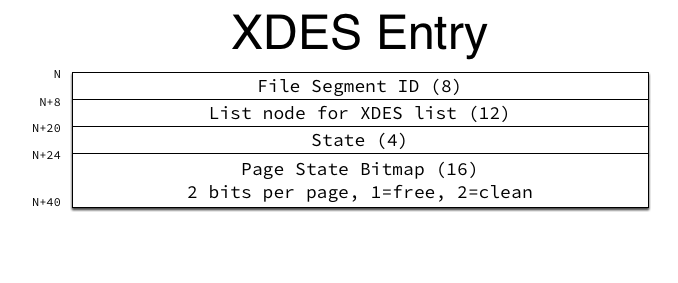 XDES Entry
N
File Segment ID (8)
N+8
List node for XDES list (12)
N+20
State (4)
N+24
Page State Bitmap (16)
2 bits per page, 1=free, 2=clean
N+40